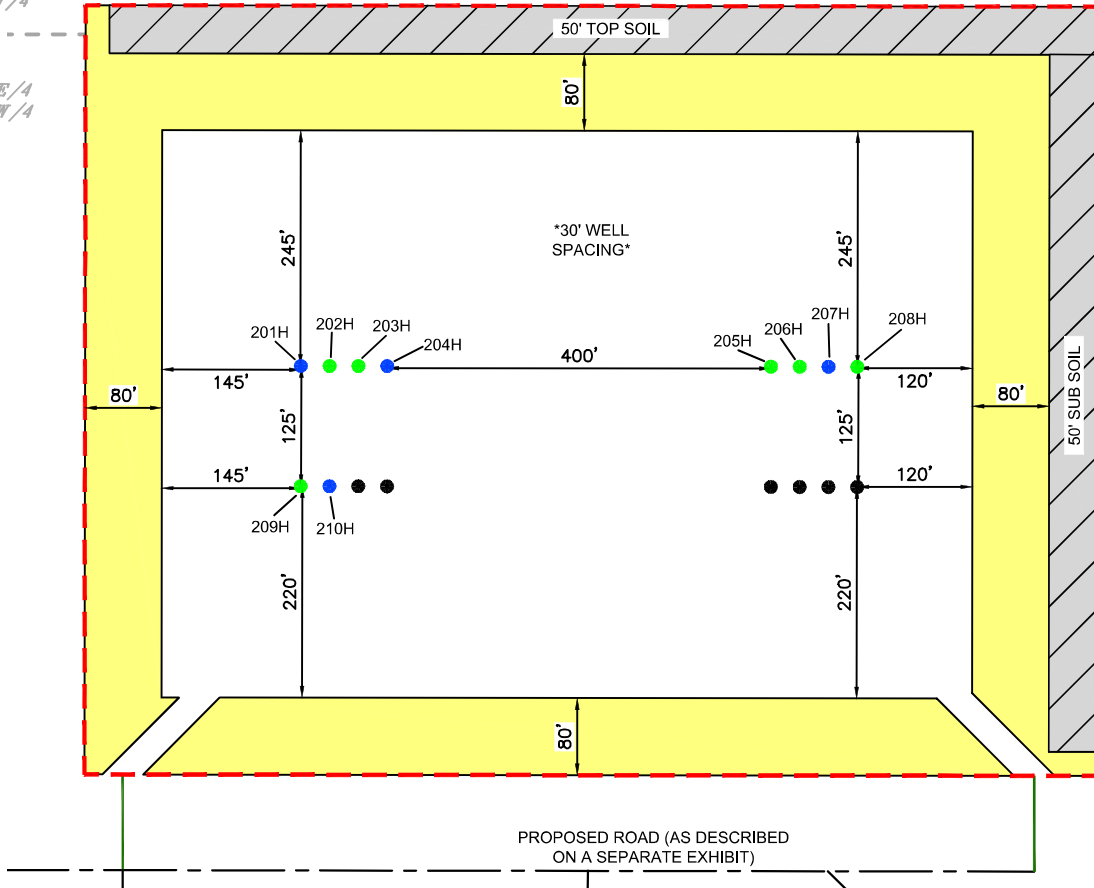 50' TOP SOIL
E/4
W/4
80'
*30' WELL
SPACING*
245'
245'
201H
202H
203H
204H
205H
206H
207H
208H
400'
145'
120'
80'
80'
50' SUB SOIL
125'
125'
145'
120'
209H
210H
220'
220'
80'
PROPOSED ROAD (AS DESCRIBED
ON A SEPARATE EXHIBIT)